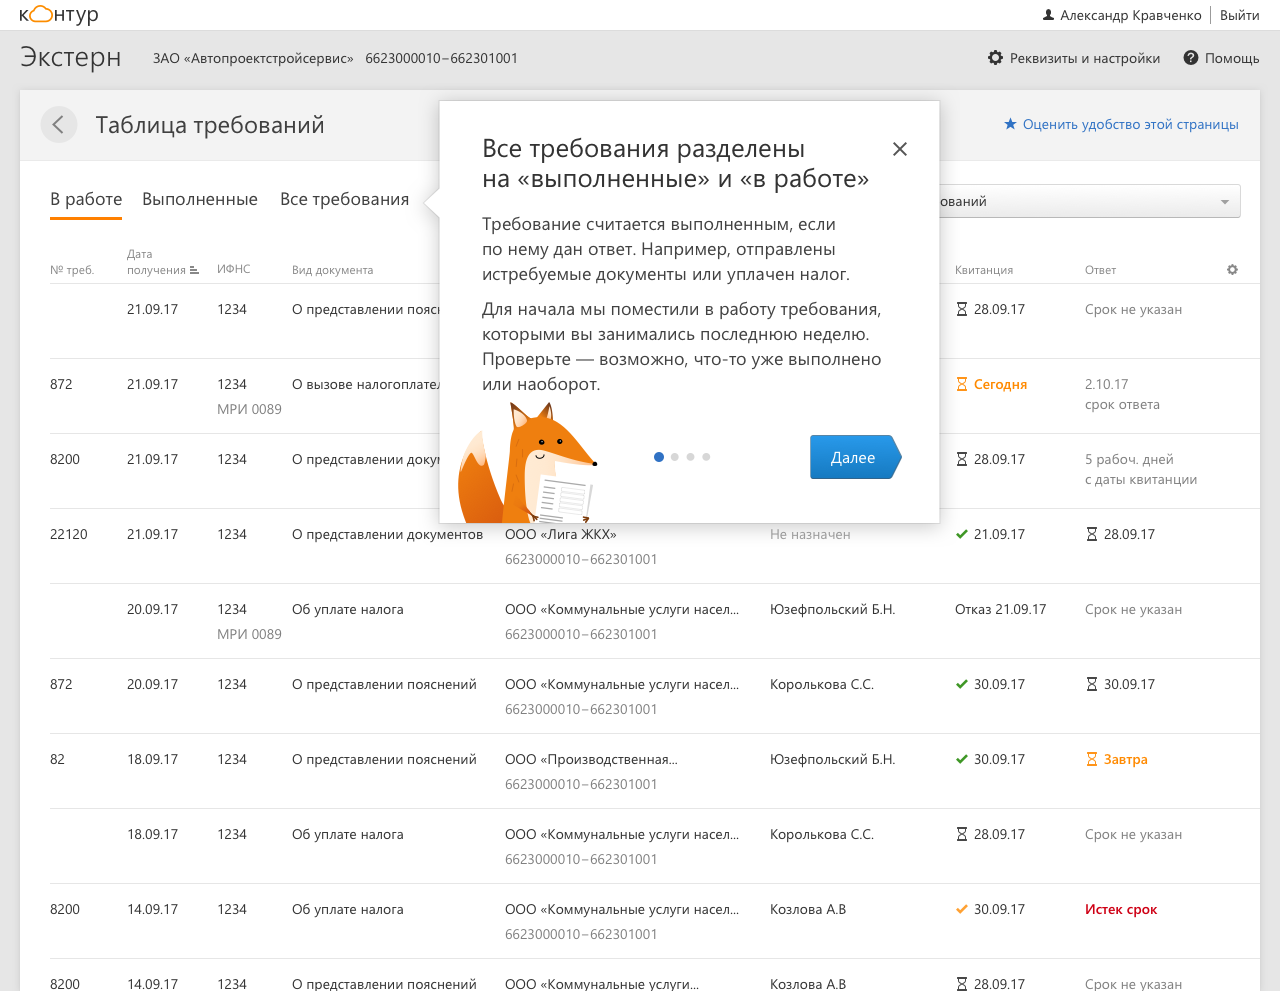 контур
Александр Кравченко
Выйти
Экстерн
ЗАО «Автопроектстройсервис» 6623000010–662301001
Реквизиты и настройки
Помощь
Таблица требований
Оценить удобство этой страницы
В работе
Выполненные
Все требования
Все требования разделены
на «выполненные» и «в работе»
Требование считается выполненным, если
по нему дан ответ. Например, отправлены
истребуемые документы или уплачен налог.
Для начала мы поместили в работу требования,
которыми вы занимались последнюю неделю.
Проверьте — возможно, что-то уже выполнено
или наоборот.
Далее
№ треб.
Дата
получения
ИФНС
Вид документа
Квитанция
Ответ
21.09.17 1234 О представлении 28.09.17 Срок не указан
872 21.09.17 1234 О вызове Сегодня 2.10.17
МРИ 0089 срок ответа
8200 21.09.17 1234 О представлении 28.09.17 5 рабоч. дней
с даты квитанции
22120 21.09.17 1234 О представлении документов ООО «Лига ЖКХ» Не назначен 21.09.17 28.09.17
6623000010–662301001
20.09.17 1234 Об уплате налога ООО «Коммунальные услуги насел... Юзефпольский Б.Н. Отказ 21.09.17 Срок не указан
МРИ 0089 6623000010–662301001
872 20.09.17 1234 О представлении пояснений ООО «Коммунальные услуги насел... Королькова С.С. 30.09.17 30.09.17
6623000010–662301001
82 18.09.17 1234 О представлении пояснений ООО «Производственная... Юзефпольский Б.Н. 30.09.17 Завтра
6623000010–662301001
18.09.17 1234 Об уплате налога ООО «Коммунальные услуги насел... Королькова С.С. 28.09.17 Срок не указан
6623000010–662301001
8200 14.09.17 1234 Об уплате налога ООО «Коммунальные услуги насел... Козлова А.В 30.09.17 Истек срок
6623000010–662301001
8200 14.09.17 1234 О представлении пояснений ООО «Коммунальные услуги... Козлова А.В 28.09.17 Срок не указан